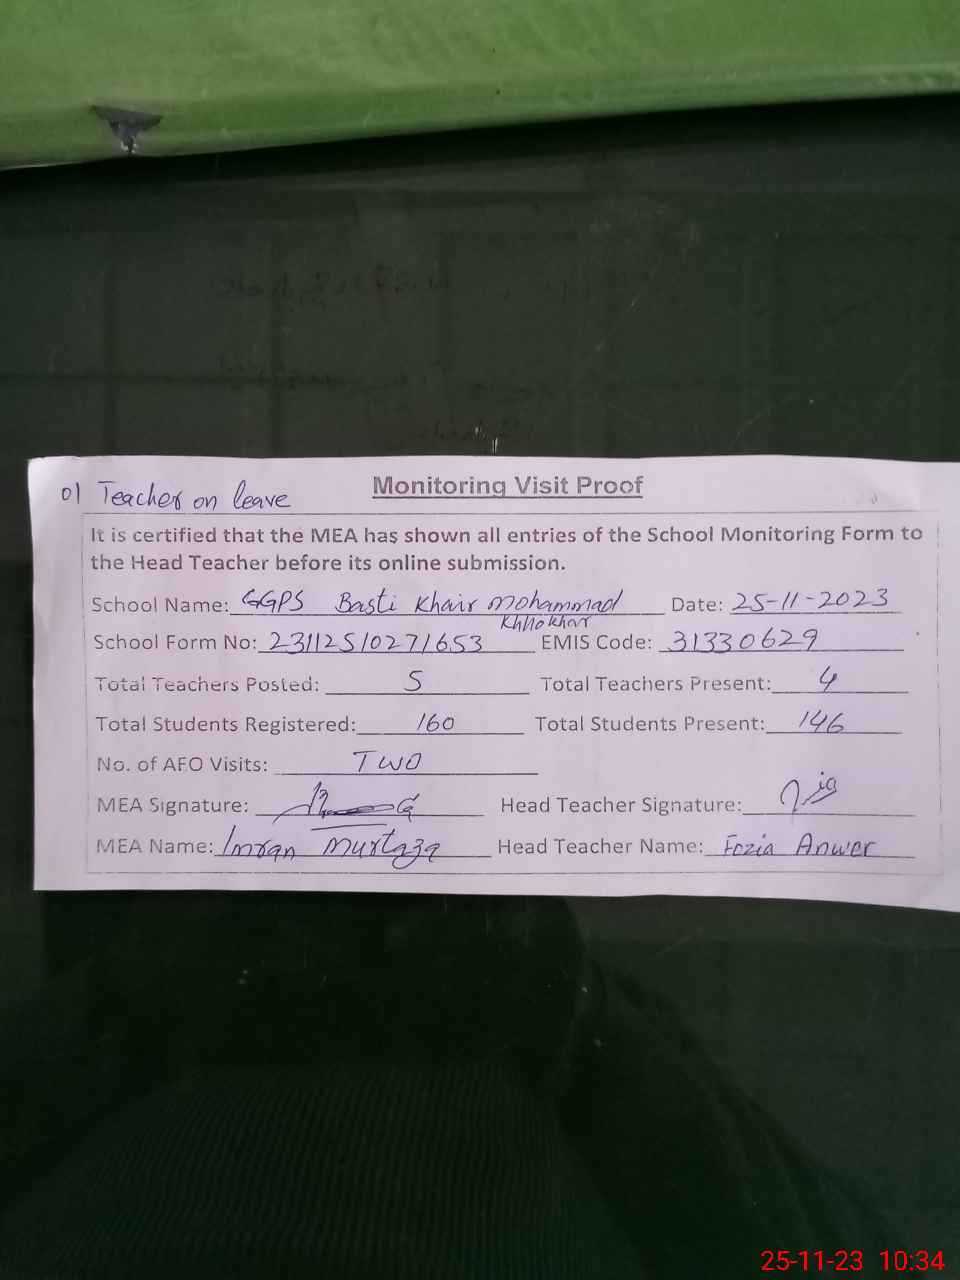 01 Teacher on leave
Monitoring Visit Proof
It is certified that the MEA has shown all entries of the School Monitoring Form to
the Head Teacher before its online submission.
School Name: GGPS Basti Khair Mohammad Date: 25-11-2023
Khhokhar
School Form No: 23112510271653 EMIS Code: 31330629
Total Teachers Posted: 5 Total Teachers Present: 4
Total Students Registered: 160 Total Students Present: 146
No. of AFO Visits: TWO
MEA Signature: Head Teacher Signature:
MEA Name: Imran Murtaza Head Teacher Name: Fozia Anwer
25-11-23 10:34